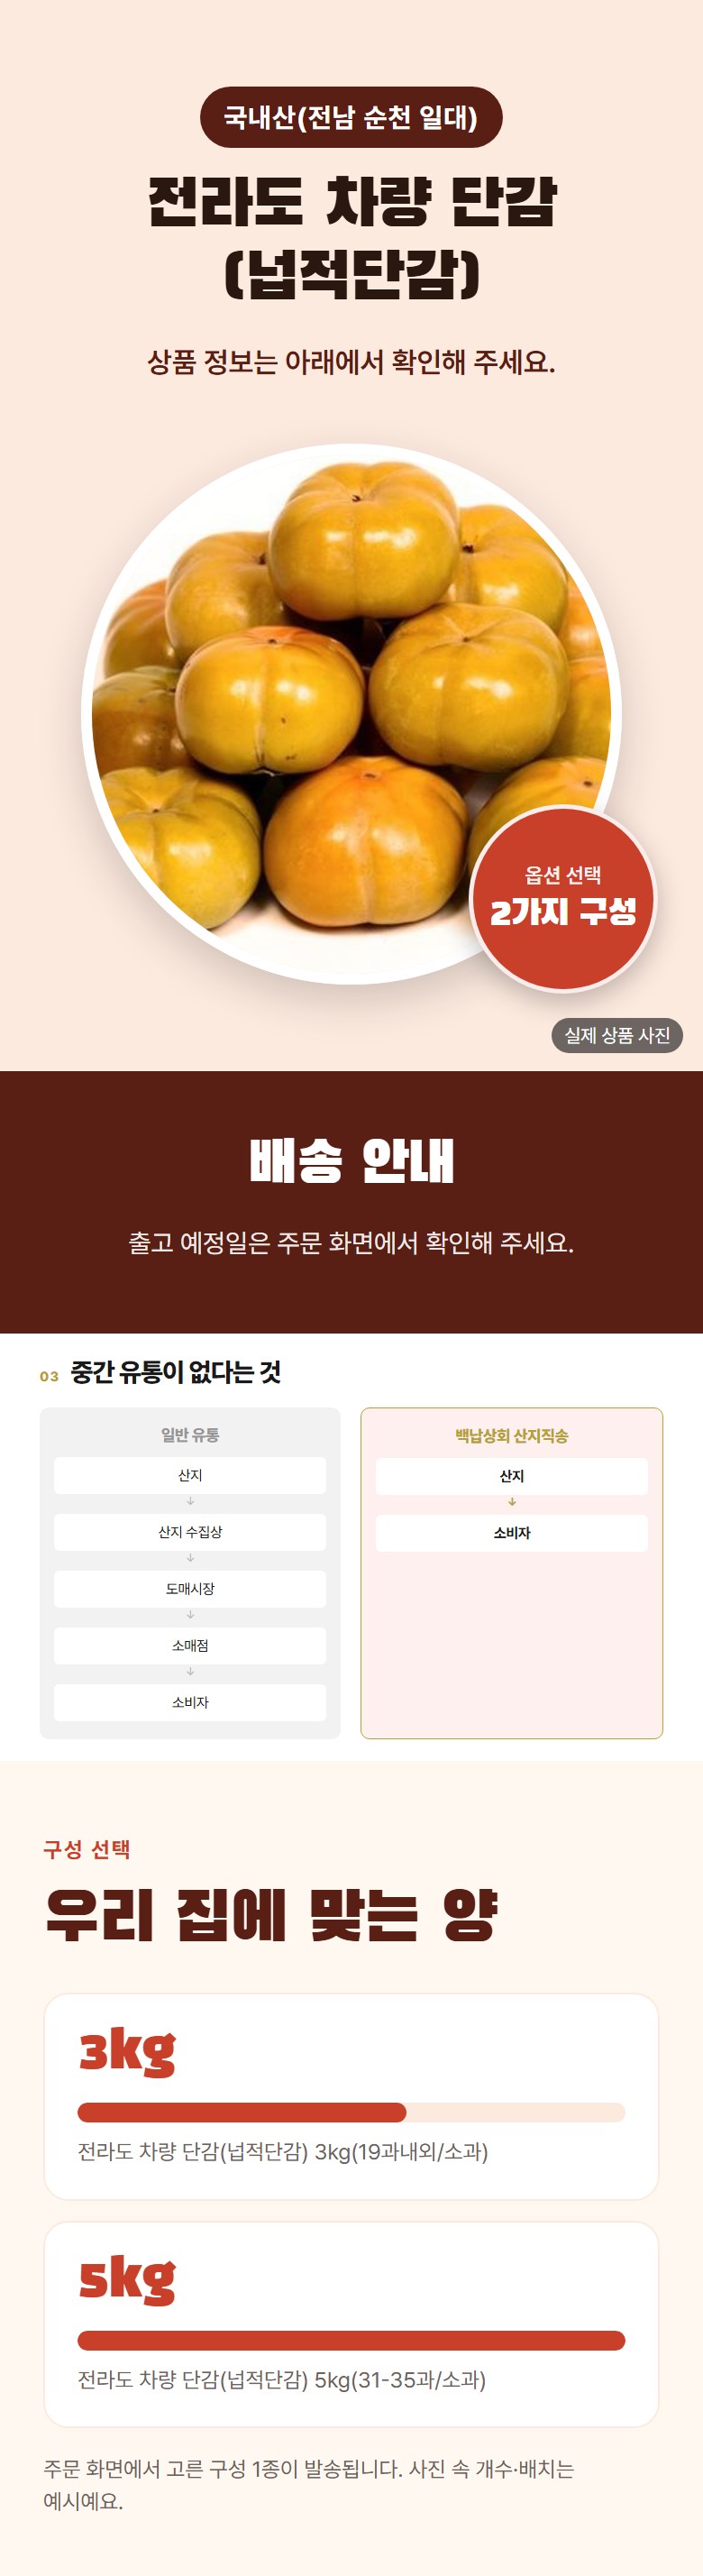 국내산(전남 순천 일대)
전라도 차량 단감
(넙적단감)
상품 정보는 아래에서 확인해 주세요.
옵션 선택
2가지 구성
실제 상품 사진
배송 안내
출고 예정일은 주문 화면에서 확인해 주세요.
03 중간 유통이 없다는 것
일반 유통
산지
↓
산지 수집상
↓
도매시장
↓
소매점
↓
소비자
백납상회 산지직송
산지
↓
소비자
구성 선택
우리 집에 맞는 양
3kg
전라도 차량 단감(넙적단감) 3kg(19과내외/소과)
5kg
전라도 차량 단감(넙적단감) 5kg(31-35과/소과)
주문 화면에서 고른 구성 1종이 발송됩니다. 사진 속 개수·배치는
예시예요.